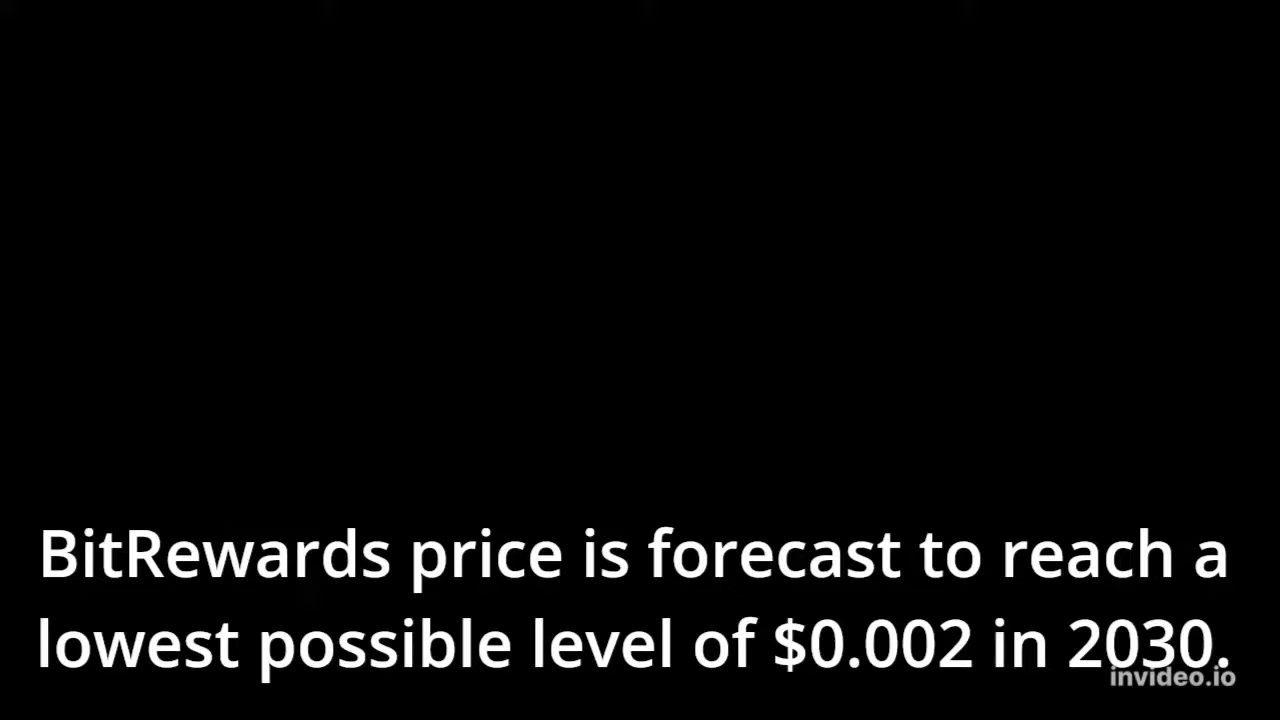 BitRewards price is forecast to reach a
lowest possible level of $0.002 in 2030.
invideo.io